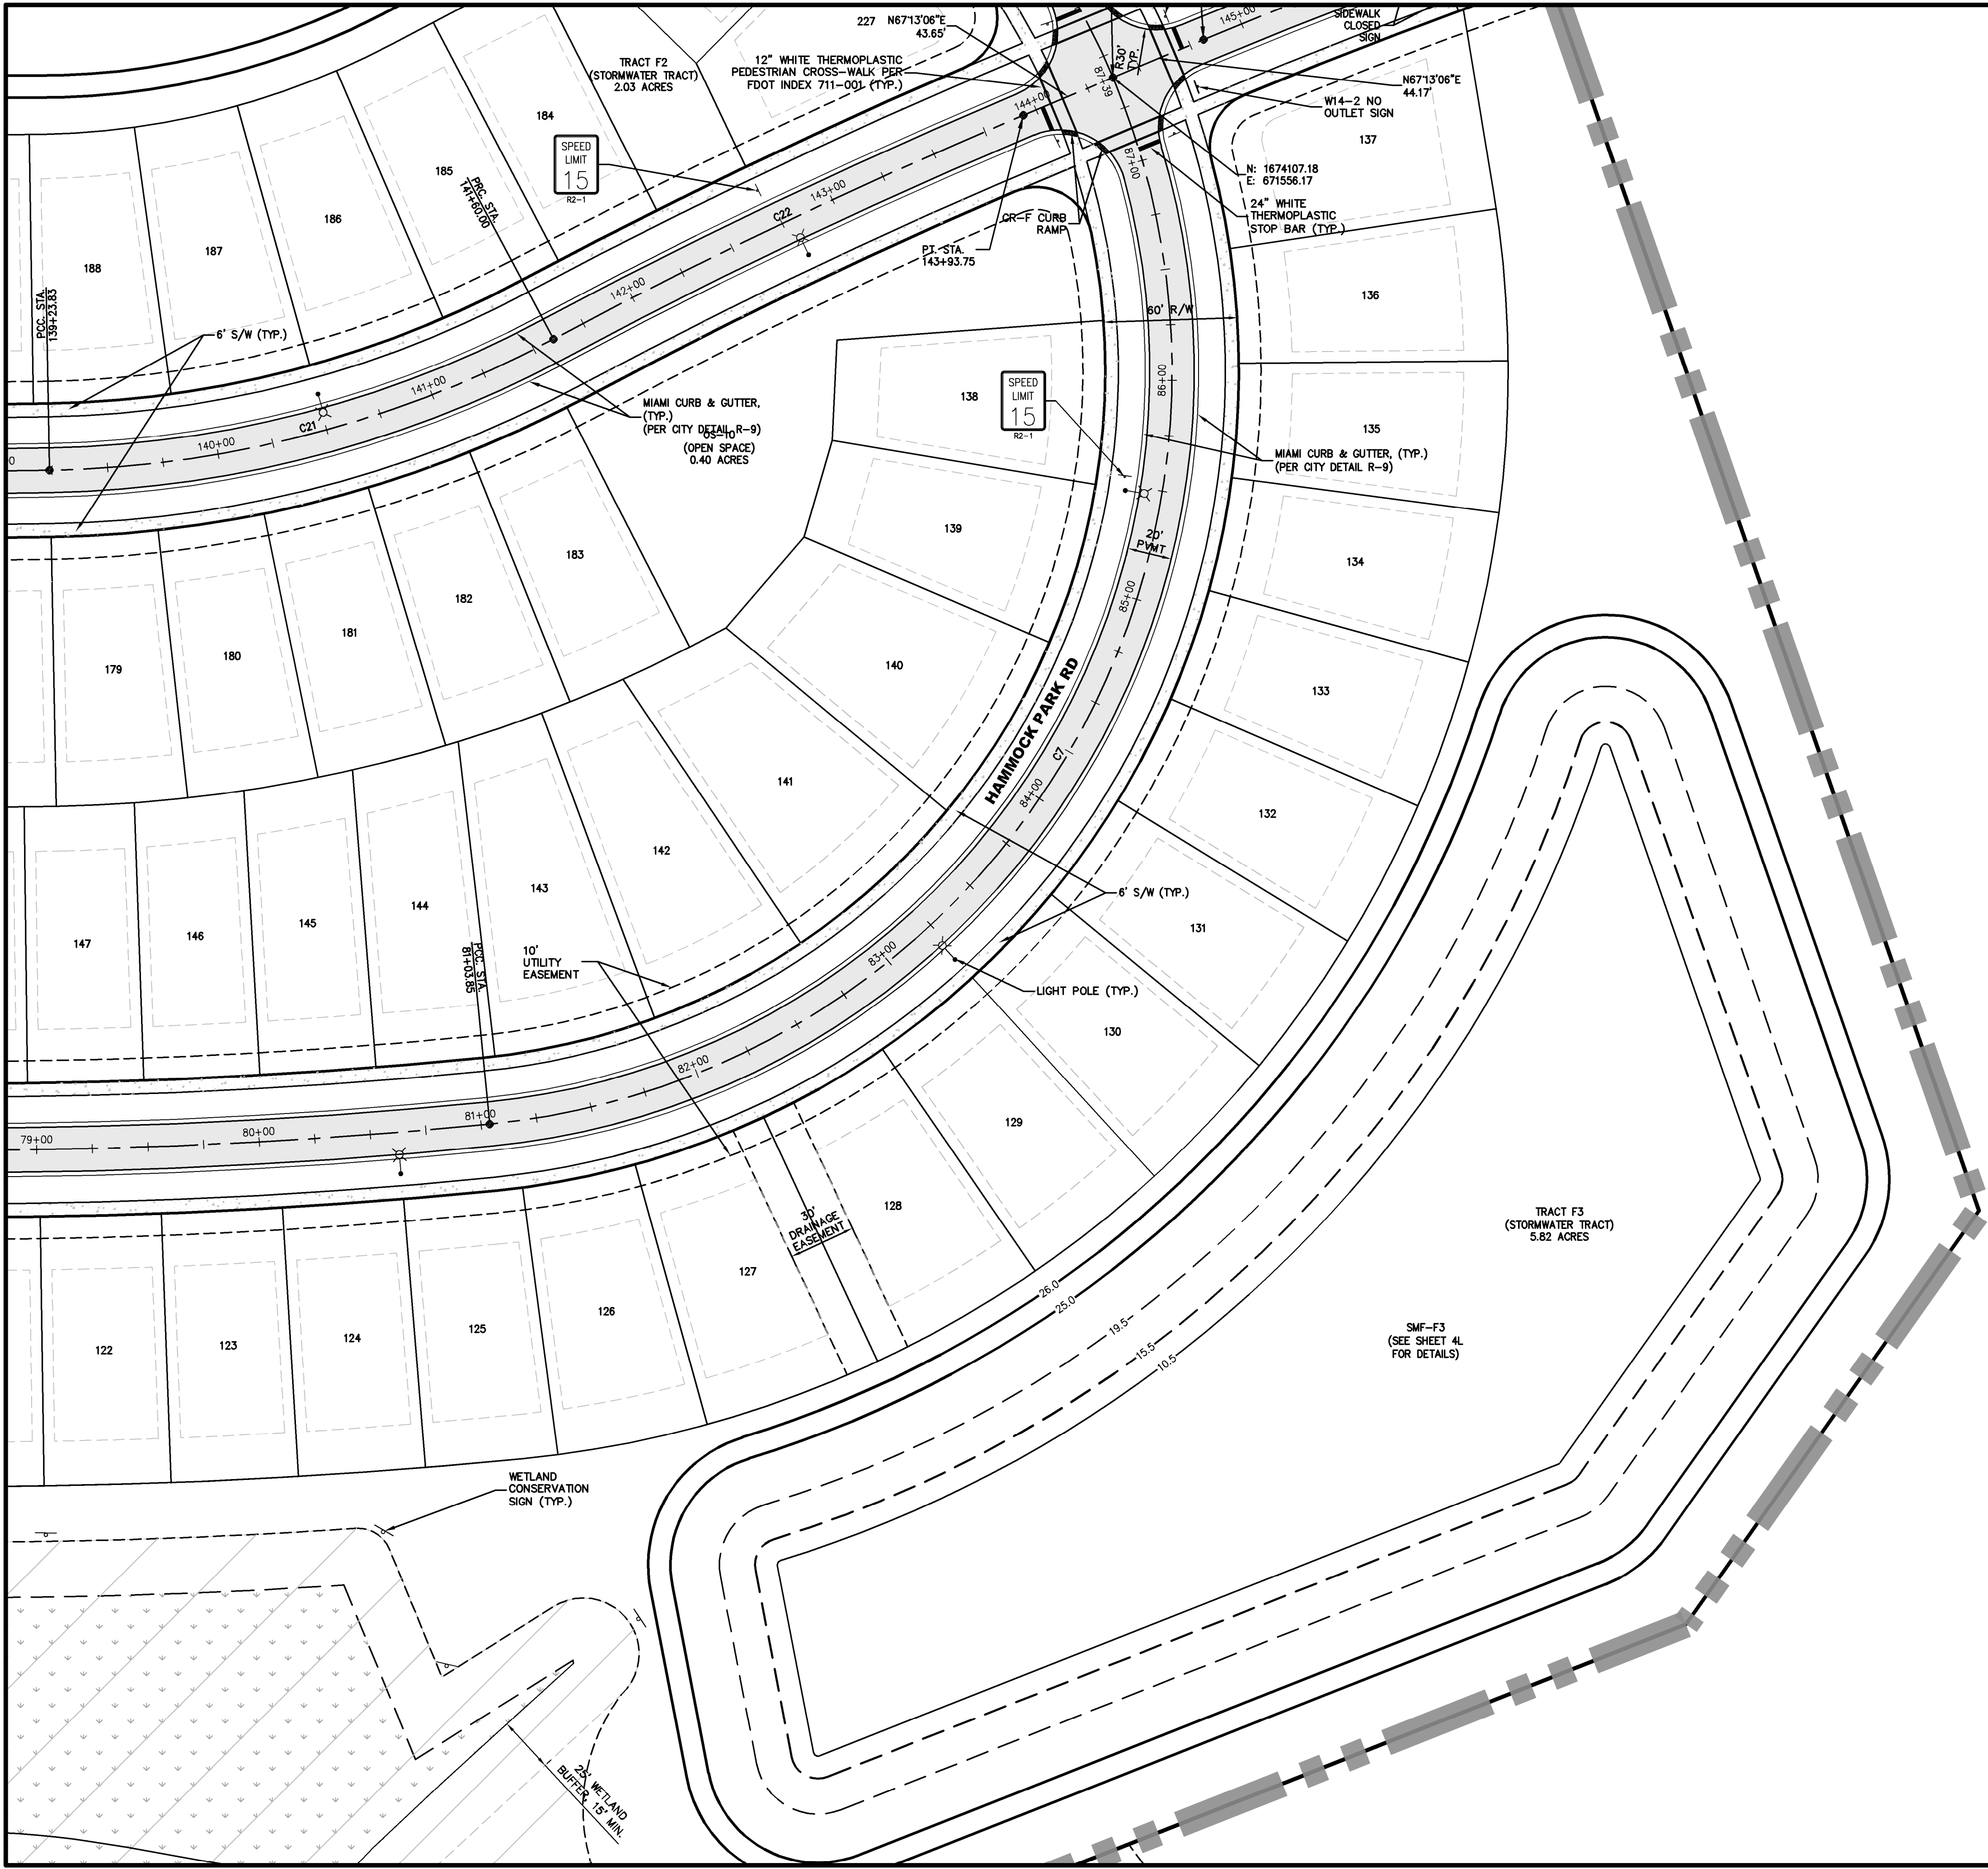 227
N67°13'06"E
43.65'
TRACT F2
(STORMWATER TRACT)
2.03 ACRES
12" WHITE THERMOPLASTIC
PEDESTRIAN CROSS-WALK PER
FDOT INDEX 711-001 (TYP.)
R30'
TYP.
87+39
144+00
145+00
SIDEWALK
CLOSED
SIGN
N67°13'06"E
44.17'
W14-2 NO
OUTLET SIGN
137
184
SPEED
LIMIT
15
R2-1
185
PRC. STA.
141+60.00
186
187
188
143+00
C22
87+00
N: 1674107.18
E: 671556.17
24" WHITE
THERMOPLASTIC
STOP BAR (TYP.)
CR-F CURB
RAMP
PT. STA.
143+93.75
PCC. STA.
139+23.83
6' S/W (TYP.)
142+00
60' R/W
136
141+00
C21
140+00
0
MIAMI CURB & GUTTER,
(TYP.)
(PER CITY DETAIL R-9)
OS-10
(OPEN SPACE)
0.40 ACRES
138
SPEED
LIMIT
15
R2-1
86+00
135
MIAMI CURB & GUTTER, (TYP.)
(PER CITY DETAIL R-9)
139
20'
PVMT
134
183
182
181
180
179
85+00
140
133
HAMMOCK PARK RD
C7
84+00
141
132
142
143
144
145
146
147
6' S/W (TYP.)
131
PCC. STA.
81+03.85
10'
UTILITY
EASEMENT
83+00
LIGHT POLE (TYP.)
130
82+00
81+00
80+00
79+00
129
128
30'
DRAINAGE
EASEMENT
127
126
125
124
123
122
26.0
25.0
19.5
15.5
10.5
TRACT F3
(STORMWATER TRACT)
5.82 ACRES
SMF-F3
(SEE SHEET 4L
FOR DETAILS)
WETLAND
CONSERVATION
SIGN (TYP.)
25' WETLAND
BUFFER, 15' MIN.